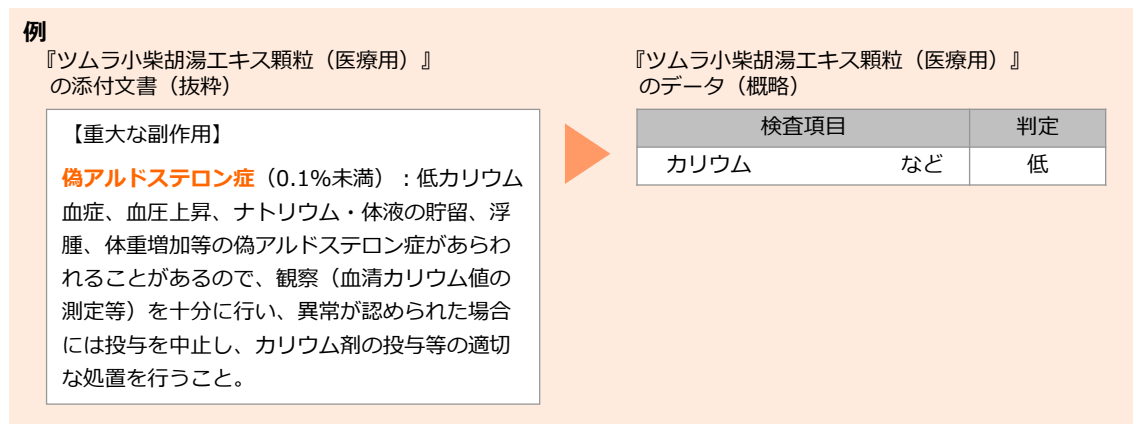 例
『ツムラ小柴胡湯エキス顆粒（医療用）』
の添付文書（抜粋）
【重大な副作用】
偽アルドステロン症（0.1%未満）：低カリウム
血症、血圧上昇、ナトリウム・体液の貯留、浮
腫、体重増加等の偽アルドステロン症があらわ
れることがあるので、観察（血清カリウム値の
測定等）を十分に行い、異常が認められた場合
には投与を中止し、カリウム剤の投与等の適切
な処置を行うこと。
『ツムラ小柴胡湯エキス顆粒（医療用）』
のデータ（概略）
検査項目 判定
カリウム など 低